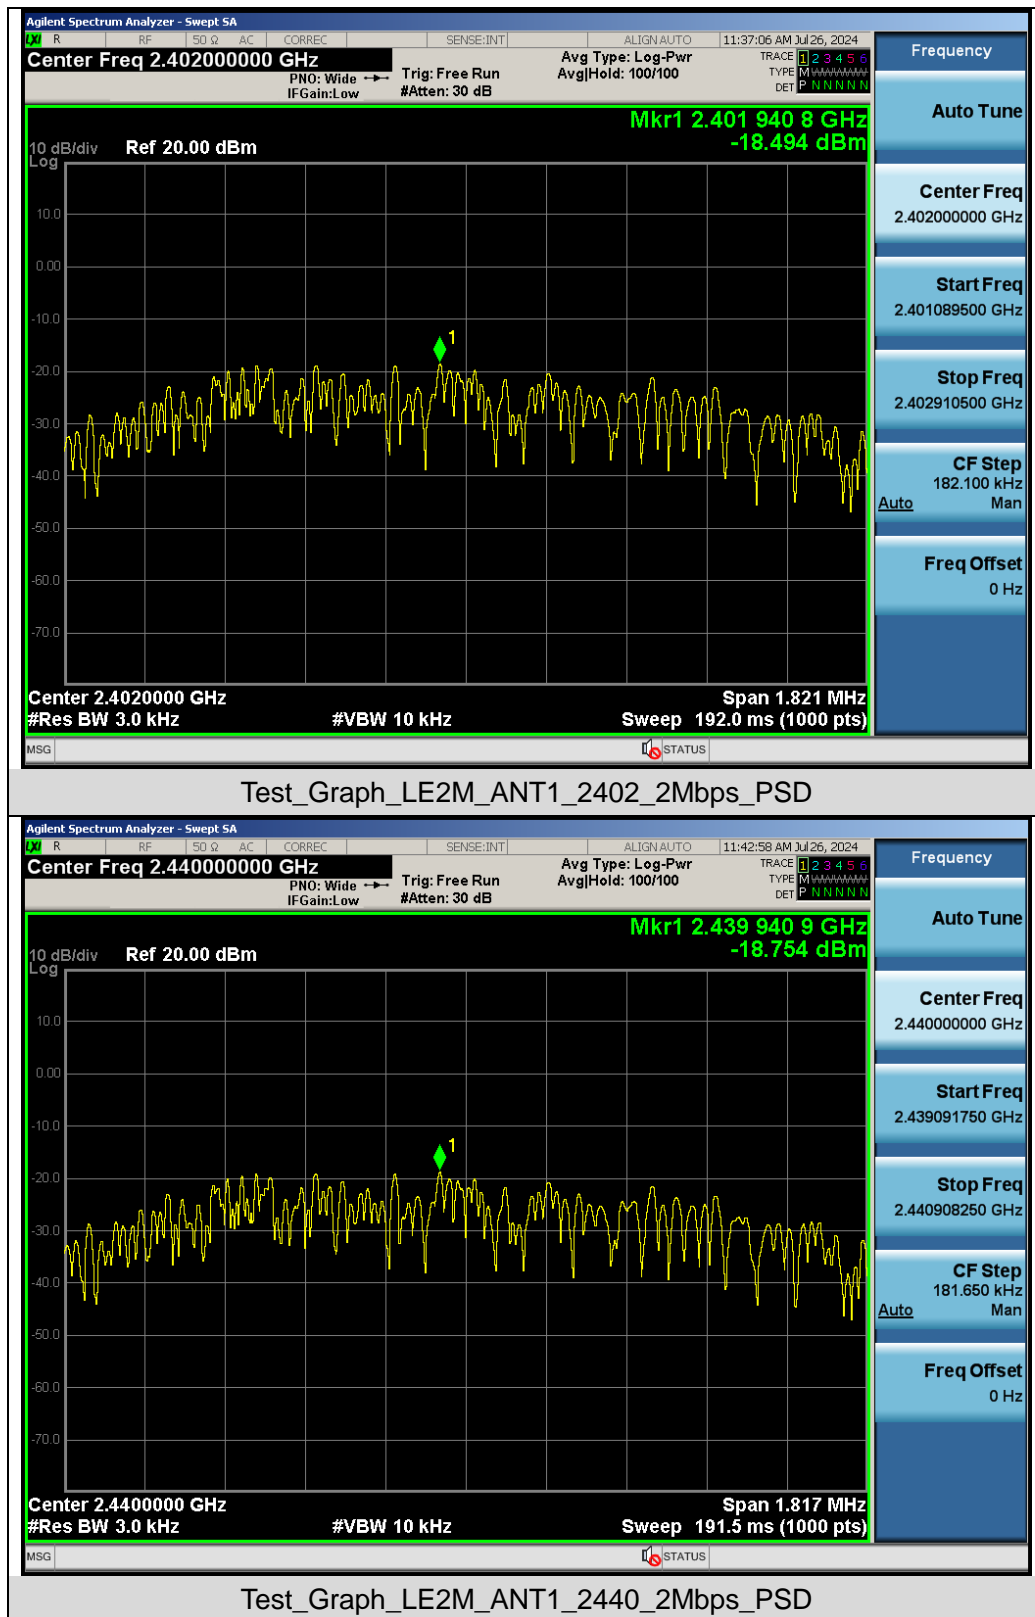 Agilent Spectrum Analyzer - Swept SA
LXI R RF 50 Ω AC CORREC SENSE:INT ALIGN AUTO 11:37:06 AM Jul 26, 2024
Center Freq 2.402000000 GHz
PNO: Wide
IFGain:Low
Trig: Free Run
#Atten: 30 dB
Avg Type: Log-Pwr
Avg|Hold: 100/100
TRACE 1 2 3 4 5 6
TYPE M WWWWW
DET P N N N N N
Mkr1 2.401 940 8 GHz
-18.494 dBm
10 dB/div Ref 20.00 dBm
Log
10.0
0.00
-10.0
-20.0
-30.0
-40.0
-50.0
-60.0
-70.0
1
Center 2.4020000 GHz Span 1.821 MHz
#Res BW 3.0 kHz #VBW 10 kHz Sweep 192.0 ms (1000 pts)
MSG STATUS
Frequency
Auto Tune
Center Freq
2.402000000 GHz
Start Freq
2.401089500 GHz
Stop Freq
2.402910500 GHz
CF Step
182.100 kHz
Auto Man
Freq Offset
0 Hz
Test_Graph_LE2M_ANT1_2402_2Mbps_PSD
Agilent Spectrum Analyzer - Swept SA
LXI R RF 50 Ω AC CORREC SENSE:INT ALIGN AUTO 11:42:58 AM Jul 26, 2024
Center Freq 2.440000000 GHz
PNO: Wide
IFGain:Low
Trig: Free Run
#Atten: 30 dB
Avg Type: Log-Pwr
Avg|Hold: 100/100
TRACE 1 2 3 4 5 6
TYPE M WWWWW
DET P N N N N N
Mkr1 2.439 940 9 GHz
-18.754 dBm
10 dB/div Ref 20.00 dBm
Log
10.0
0.00
-10.0
-20.0
-30.0
-40.0
-50.0
-60.0
-70.0
1
Center 2.4400000 GHz Span 1.817 MHz
#Res BW 3.0 kHz #VBW 10 kHz Sweep 191.5 ms (1000 pts)
MSG STATUS
Frequency
Auto Tune
Center Freq
2.440000000 GHz
Start Freq
2.439091750 GHz
Stop Freq
2.440908250 GHz
CF Step
181.650 kHz
Auto Man
Freq Offset
0 Hz
Test_Graph_LE2M_ANT1_2440_2Mbps_PSD